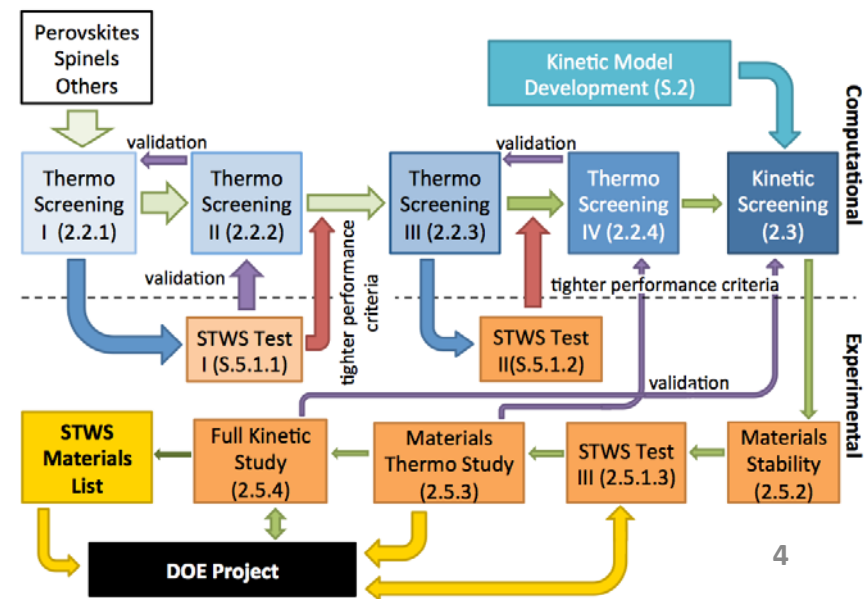 Perovskites
Spinels
Others
Kinetic Model
Development (S.2)
Computational
validation
validation
Thermo
Screening
I (2.2.1)
Thermo
Screening
II (2.2.2)
Thermo
Screening
III (2.2.3)
Thermo
Screening
IV (2.2.4)
Kinetic
Screening
(2.3)
validation
tighter performance
criteria
tighter performance criteria
STWS Test
I (S.5.1.1)
STWS Test
II(S.5.1.2)
Experimental
validation
STWS
Materials
List
Full Kinetic
Study
(2.5.4)
Materials
Thermo Study
(2.5.3)
STWS Test
III (2.5.1.3)
Materials
Stability
(2.5.2)
DOE Project
4